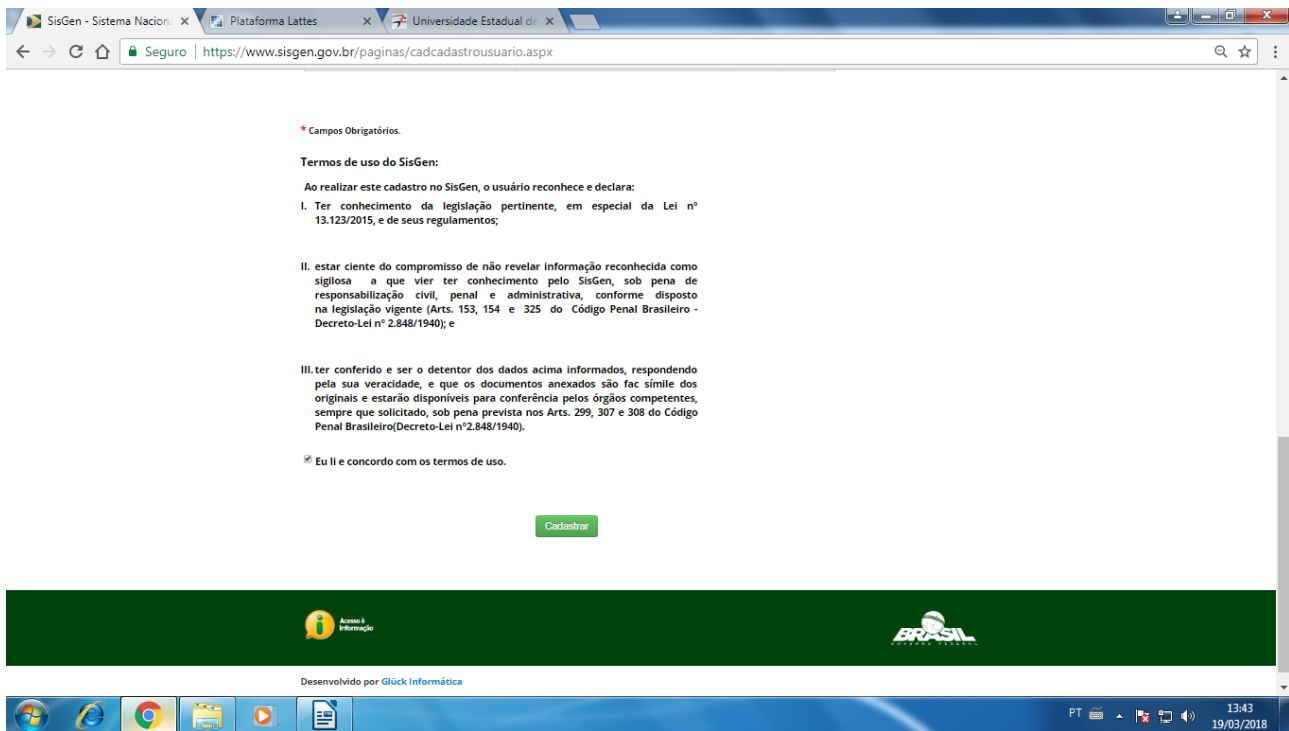 SisGen - Sistema Naciona
Plataforma Lattes
Universidade Estadual de
Seguro | https://www.sisgen.gov.br/paginas/cadcadastrousuario.aspx
* Campos Obrigatórios.
Termos de uso do SisGen:
Ao realizar este cadastro no SisGen, o usuário reconhece e declara:
I. Ter conhecimento da legislação pertinente, em especial da Lei nº
13.123/2015, e de seus regulamentos;
II. estar ciente do compromisso de não revelar informação reconhecida como
sigilosa a que vier ter conhecimento pelo SisGen, sob pena de
responsabilização civil, penal e administrativa, conforme disposto
na legislação vigente (Arts. 153, 154 e 325 do Código Penal Brasileiro -
Decreto-Lei nº 2.848/1940); e
III. ter conferido e ser o detentor dos dados acima informados, respondendo
pela sua veracidade, e que os documentos anexados são fac símile dos
originais e estarão disponíveis para conferência pelos órgãos competentes,
sempre que solicitado, sob pena prevista nos Arts. 299, 307 e 308 do Código
Penal Brasileiro(Decreto-Lei nº2.848/1940).
Eu li e concordo com os termos de uso.
Cadastrar
Acesso à
Informação
BRASIL
GOVERNO FEDERAL
Desenvolvido por Glück Informática
PT
13:43
19/03/2018